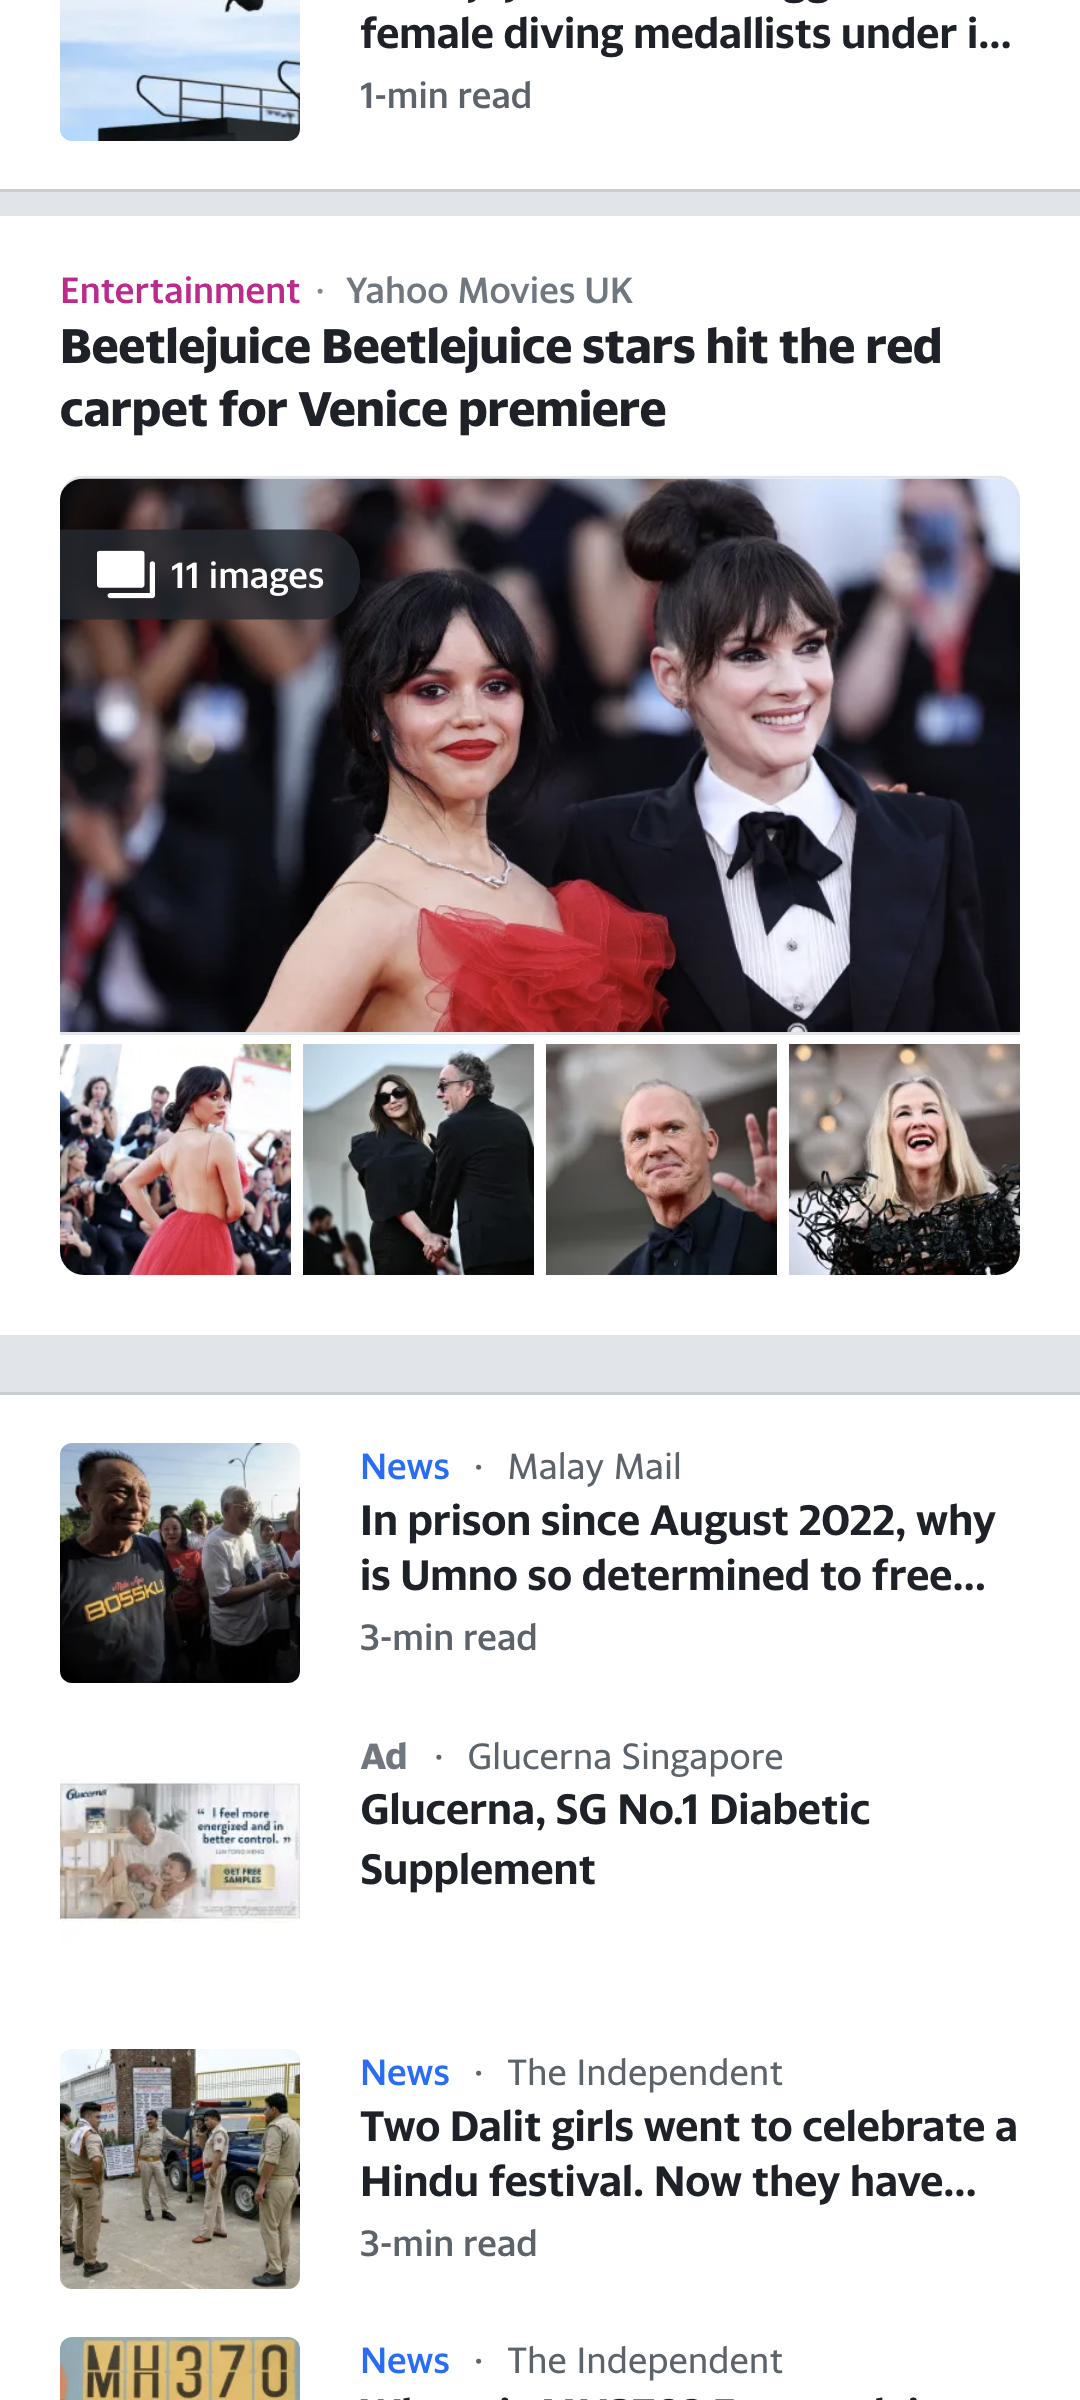 female diving medallists under i...
1-min read
Entertainment · Yahoo Movies UK
Beetlejuice Beetlejuice stars hit the red
carpet for Venice premiere
11 images
News · Malay Mail
In prison since August 2022, why
is Umno so determined to free...
3-min read
BOSSKU
Ad · Glucerna Singapore
Glucerna, SG No.1 Diabetic
Supplement
Glucerna
“ I feel more
energized and in
better control. ”
GET FREE
SAMPLES
News · The Independent
Two Dalit girls went to celebrate a
Hindu festival. Now they have...
3-min read
MH370
News · The Independent